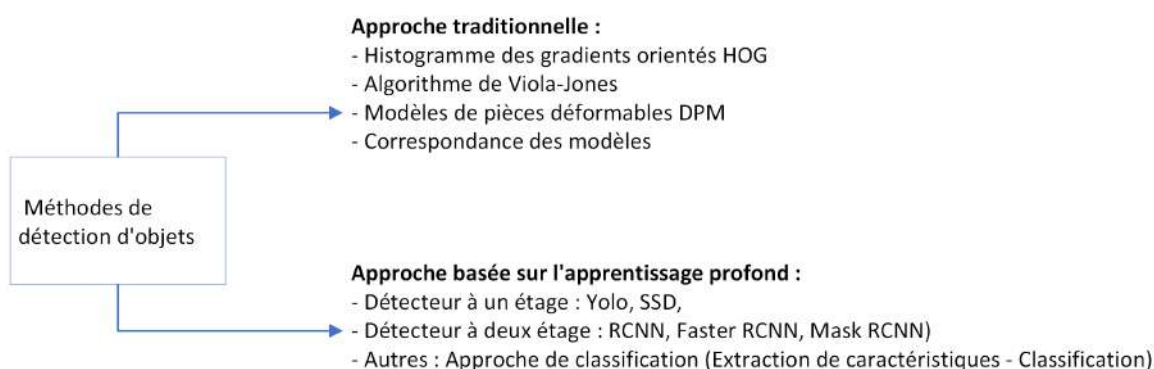 Approche traditionnelle :
- Histogramme des gradients orientés HOG
- Algorithme de Viola-Jones
- Modèles de pièces déformables DPM
- Correspondance des modèles
Méthodes de
détection d'objets
Approche basée sur l'apprentissage profond :
- Détecteur à un étage : Yolo, SSD,
- Détecteur à deux étage : RCNN, Faster RCNN, Mask RCNN)
- Autres : Approche de classification (Extraction de caractéristiques - Classification)